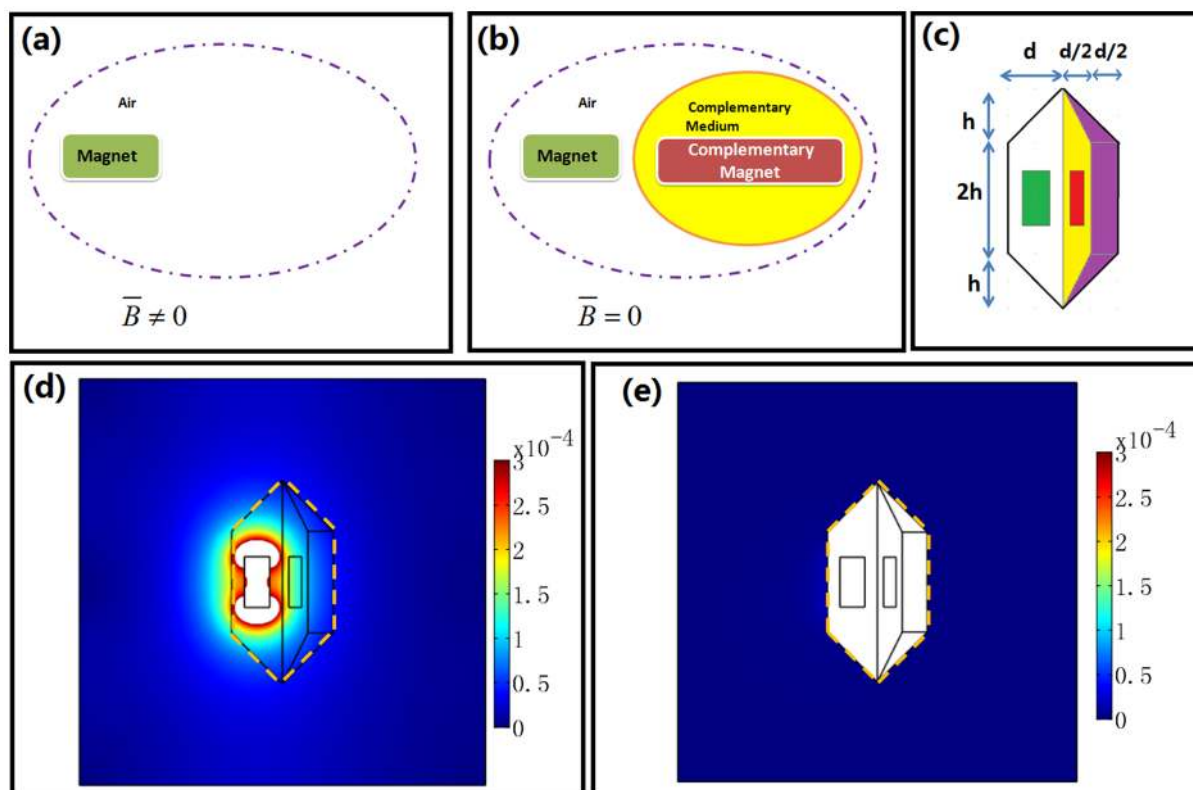 (a)
Air
Magnet
B̅ ≠ 0
(b)
Air
Magnet
Complementary
Medium
Complementary
Magnet
B̅ = 0
(c)
d d/2 d/2
h
2h
h
(d)
x10⁻⁴
3
2.5
2
1.5
1
0.5
0
(e)
x10⁻⁴
3
2.5
2
1.5
1
0.5
0